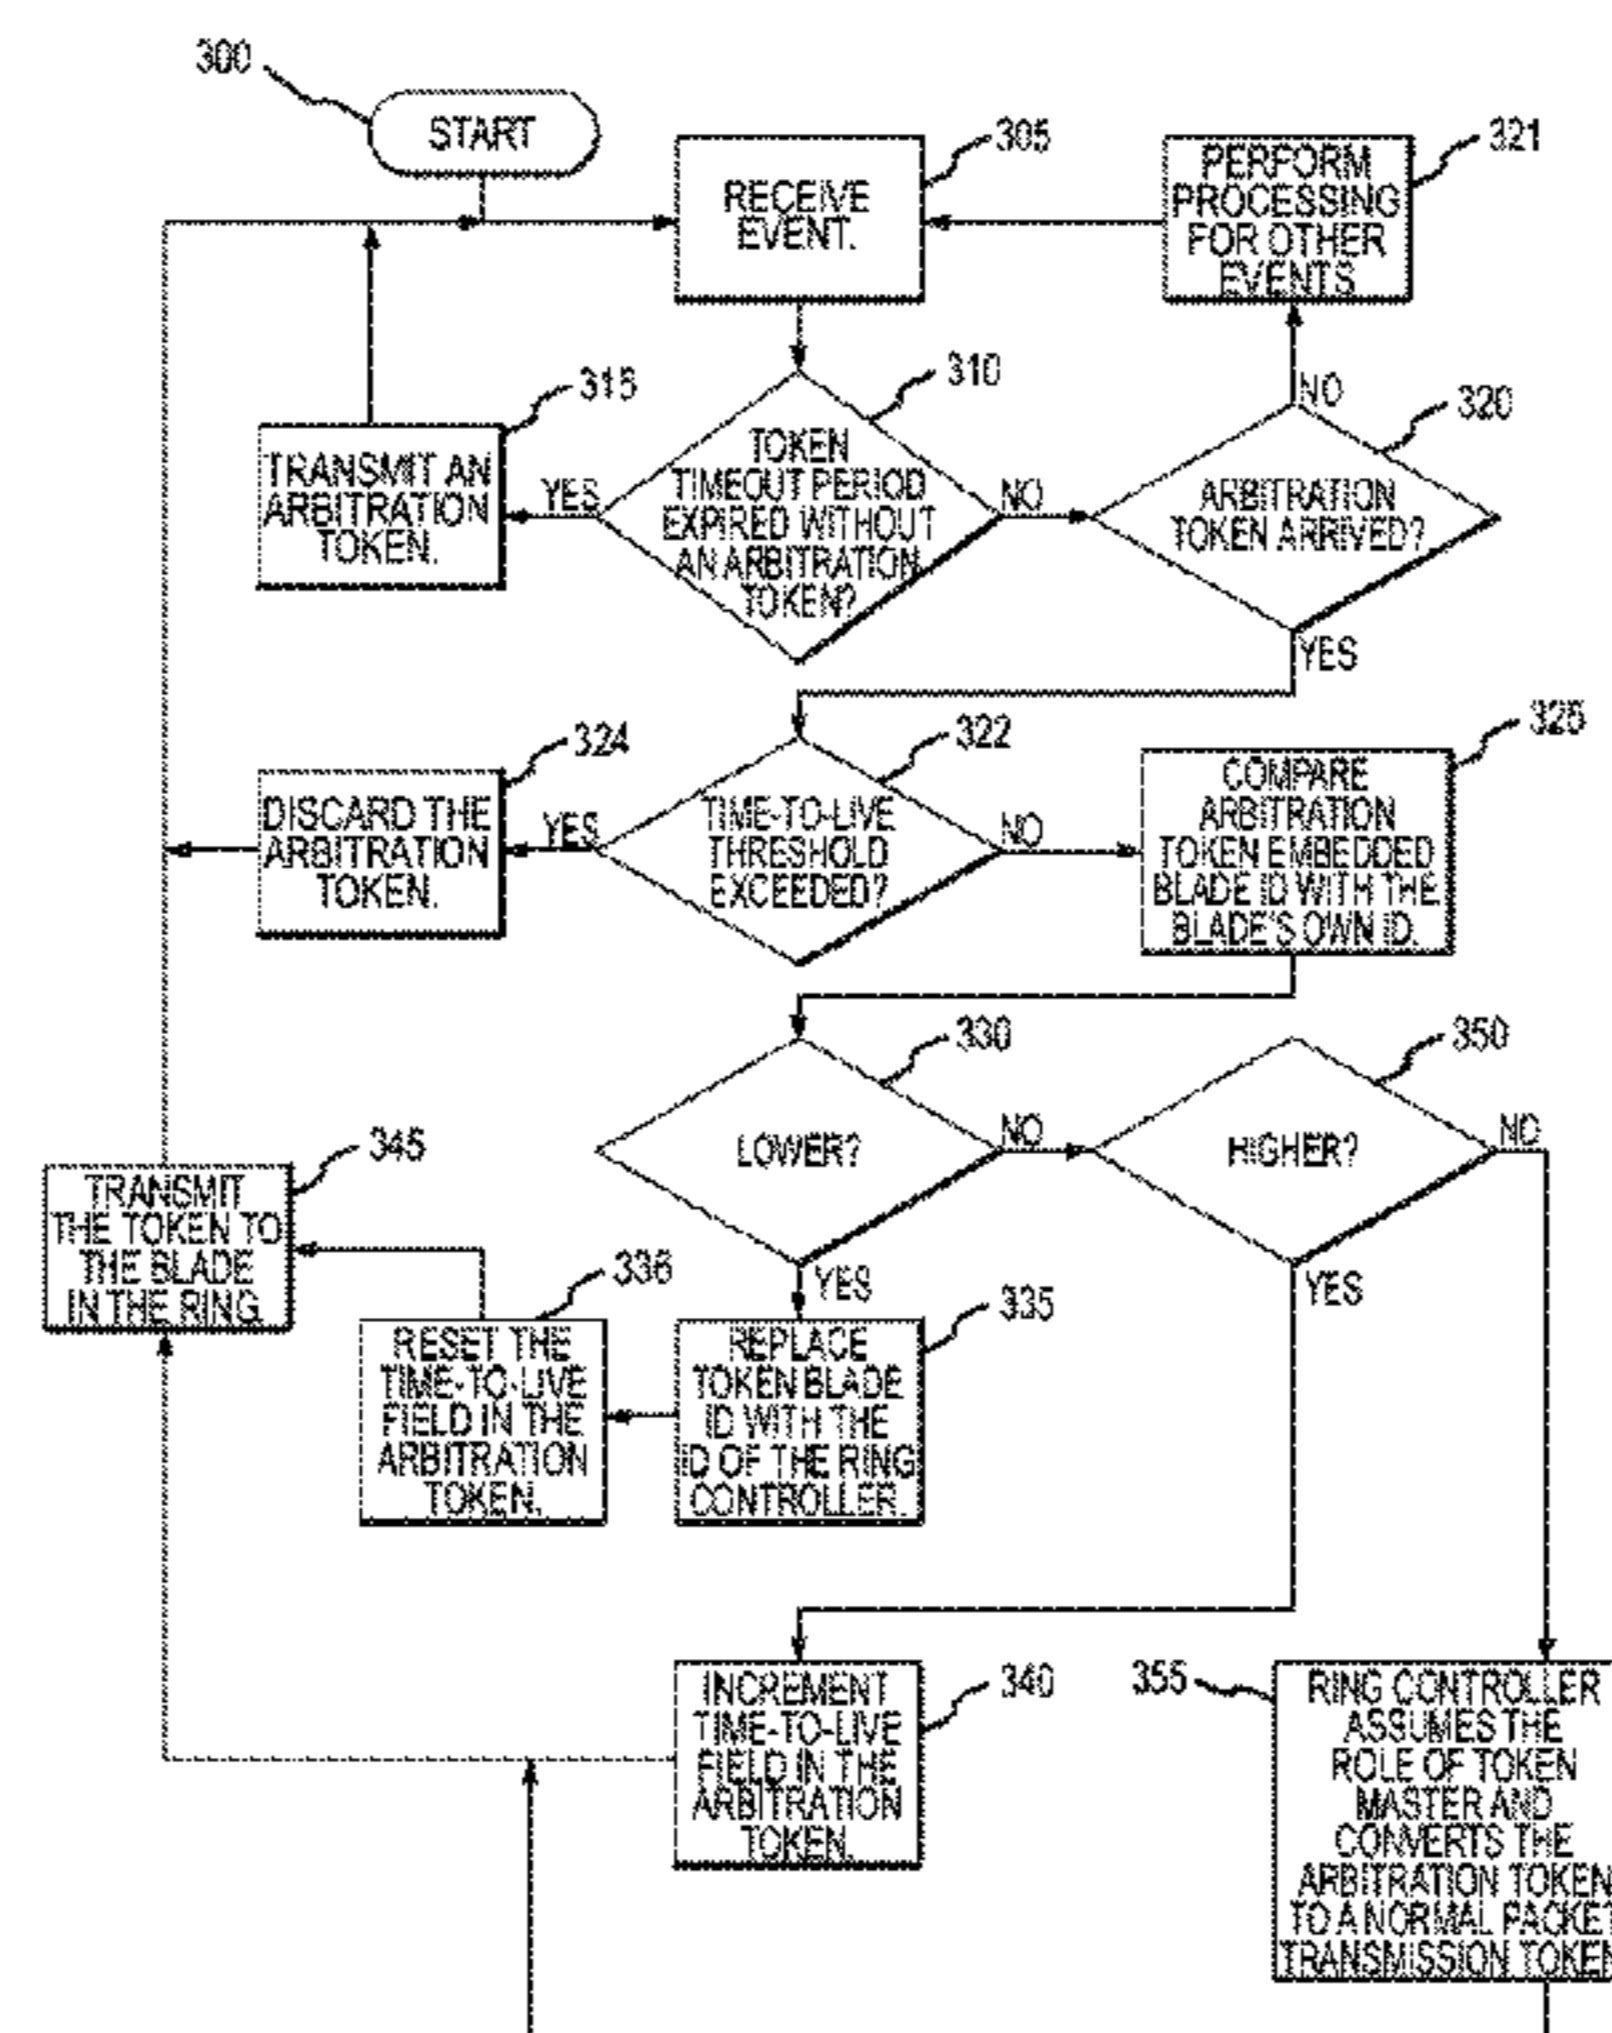 300
START
305
RECEIVE
EVENT.
321
PERFORM
PROCESSING
FOR OTHER
EVENTS
315
TRANSMIT AN
ARBITRATION
TOKEN.
YES
310
TOKEN
TIMEOUT PERIOD
EXPIRED WITHOUT
AN ARBITRATION
TOKEN?
NO
NO
320
ARBITRATION
TOKEN ARRIVED?
YES
324
DISCARD THE
ARBITRATION
TOKEN.
YES
322
TIME-TO-LIVE
THRESHOLD
EXCEEDED?
NO
325
COMPARE
ARBITRATION
TOKEN EMBEDDED
BLADE ID WITH THE
BLADE'S OWN ID.
330
LOWER?
NO
YES
350
HIGHER?
NO
YES
345
TRANSMIT
THE TOKEN TO
THE BLADE
IN THE RING.
336
RESET THE
TIME-TO-LIVE
FIELD IN THE
ARBITRATION
TOKEN.
335
REPLACE
TOKEN BLADE
ID WITH THE
ID OF THE RING
CONTROLLER.
340
INCREMENT
TIME-TO-LIVE
FIELD IN THE
ARBITRATION
TOKEN.
355
RING CONTROLLER
ASSUMES THE
ROLE OF TOKEN
MASTER AND
CONVERTS THE
ARBITRATION TOKEN
TO A NORMAL PACKET
TRANSMISSION TOKEN